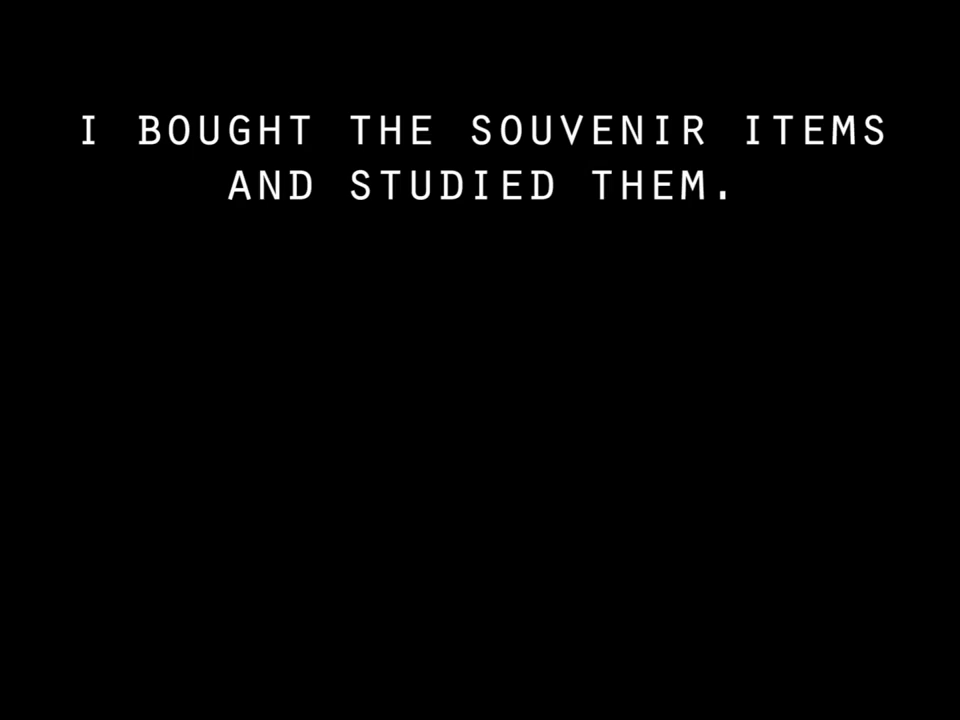 I BOUGHT THE SOUVENIR ITEMS
AND STUDIED THEM.